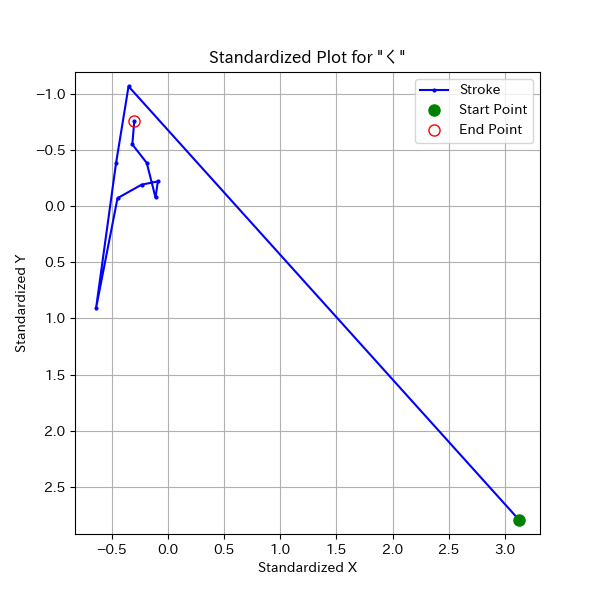 Standardized Plot for "く"
Stroke
Start Point
End Point
Standardized Y
−1.0
−0.5
0.0
0.5
1.0
1.5
2.0
2.5
−0.5 0.0 0.5 1.0 1.5 2.0 2.5 3.0
Standardized X